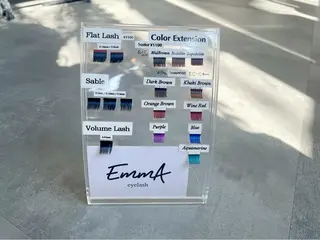 Flat Lash ¥1100
Sable
Volume Lash
Color Extension
Dark Brown
Khaki Brown
Orange Brown
Wine Red
Purple
Blue
Aquamarine
EmmA
eyelash